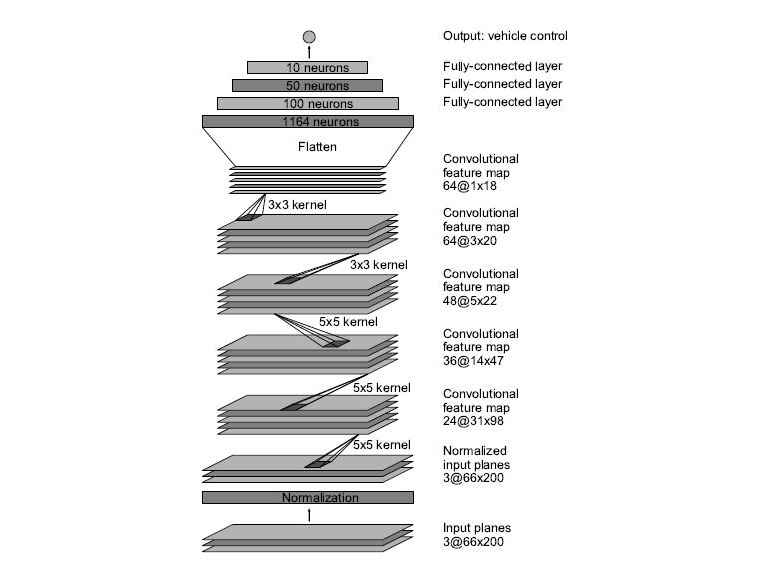 Output: vehicle control
10 neurons
Fully-connected layer
50 neurons
Fully-connected layer
100 neurons
Fully-connected layer
1164 neurons
Flatten
Convolutional
feature map
64@1x18
3x3 kernel
Convolutional
feature map
64@3x20
3x3 kernel
Convolutional
feature map
48@5x22
5x5 kernel
Convolutional
feature map
36@14x47
5x5 kernel
Convolutional
feature map
24@31x98
5x5 kernel
Normalized
input planes
3@66x200
Normalization
Input planes
3@66x200